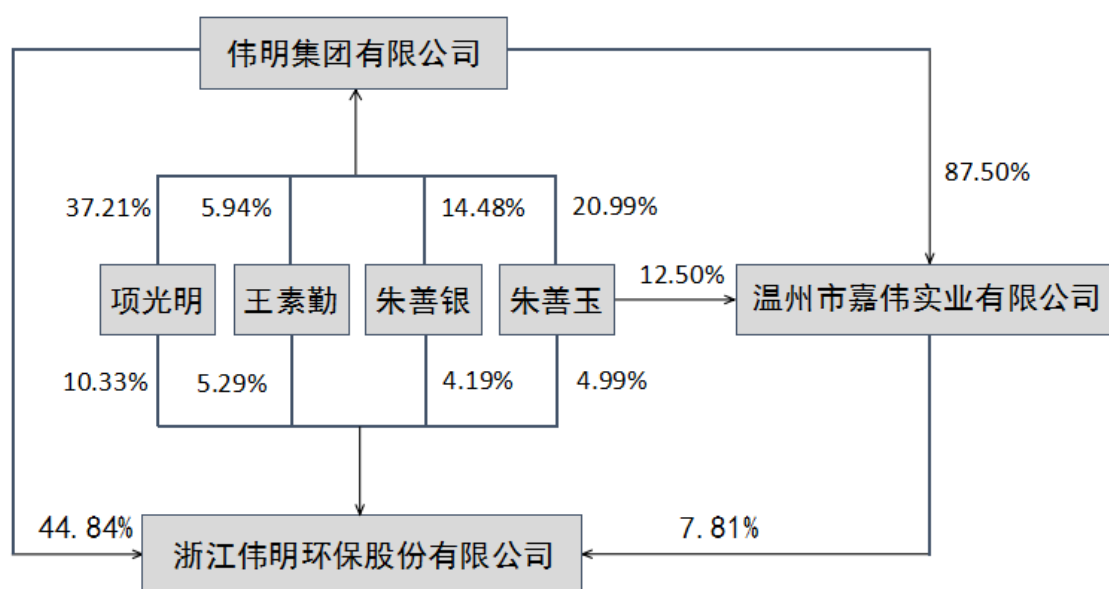 伟明集团有限公司
87.50%
37.21%
5.94%
14.48%
20.99%
项光明
王素勤
朱善银
朱善玉
12.50%
温州市嘉伟实业有限公司
10.33%
5.29%
4.19%
4.99%
44.84%
7.81%
浙江伟明环保股份有限公司